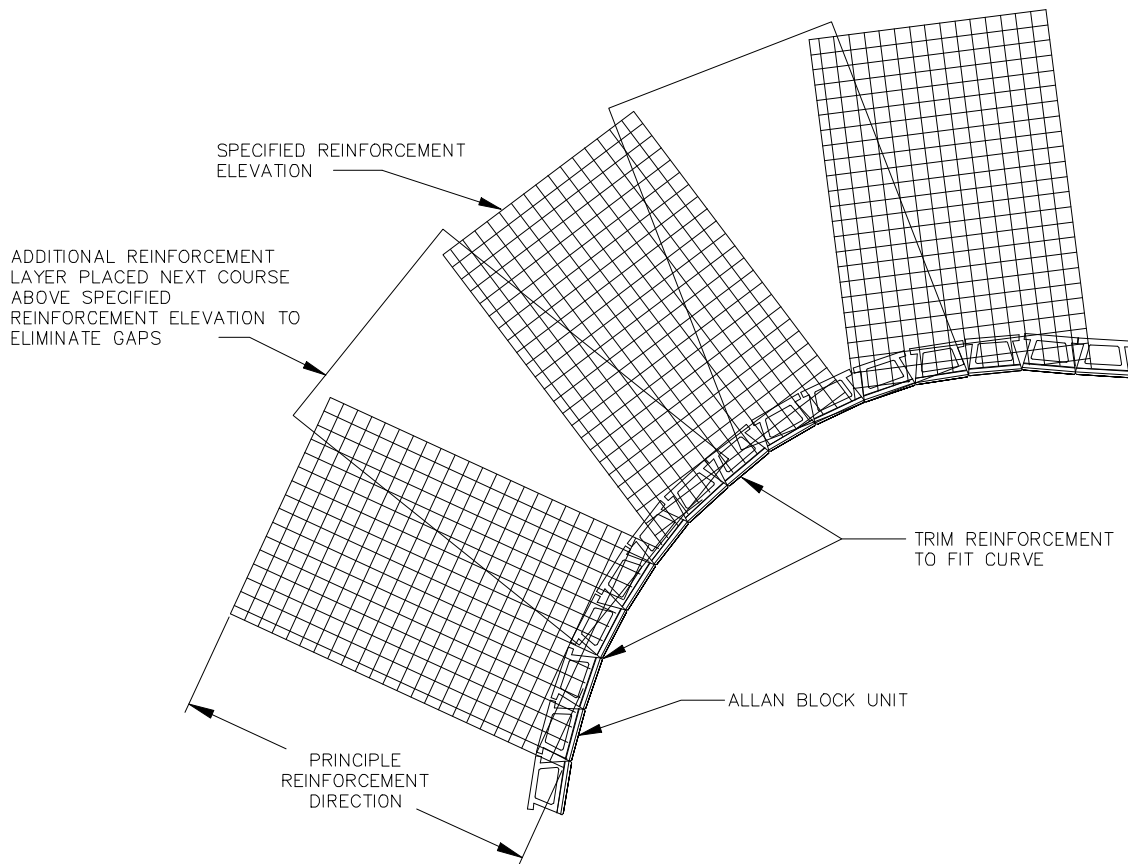 SPECIFIED REINFORCEMENT
ELEVATION
ADDITIONAL REINFORCEMENT
LAYER PLACED NEXT COURSE
ABOVE SPECIFIED
REINFORCEMENT ELEVATION TO
ELIMINATE GAPS
TRIM REINFORCEMENT
TO FIT CURVE
ALLAN BLOCK UNIT
PRINCIPLE
REINFORCEMENT
DIRECTION